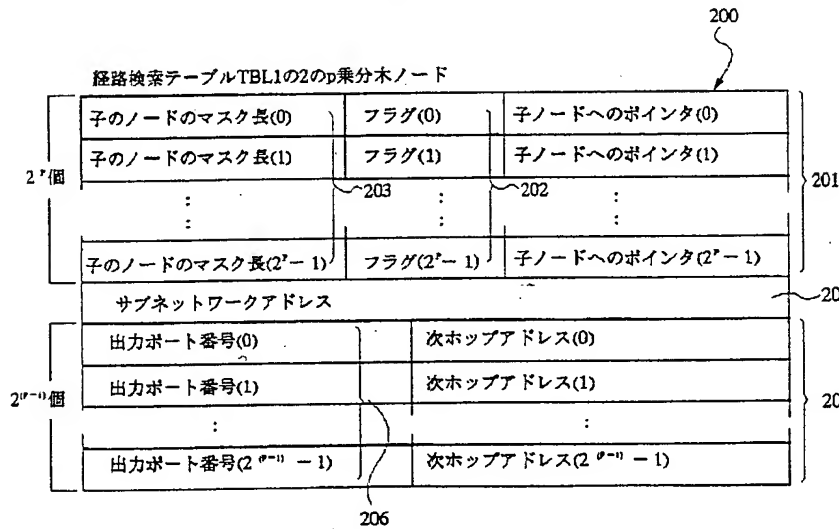 200
経路検索テーブルTBL1の2のp乗分木ノード
子のノードのマスク長(0) フラグ(0) 子ノードへのポインタ(0)
子のノードのマスク長(1) フラグ(1) 子ノードへのポインタ(1)
2ᵖ個 203 202 201
: : :
: : :
子のノードのマスク長(2ᵖ－1) フラグ(2ᵖ－1) 子ノードへのポインタ(2ᵖ－1)
サブネットワークアドレス 20
出力ポート番号(0) 次ホップアドレス(0)
2⁽ᵖ⁻¹⁾個 出力ポート番号(1) 次ホップアドレス(1) 20
: :
出力ポート番号(2⁽ᵖ⁻¹⁾－1) 次ホップアドレス(2⁽ᵖ⁻¹⁾－1)
206